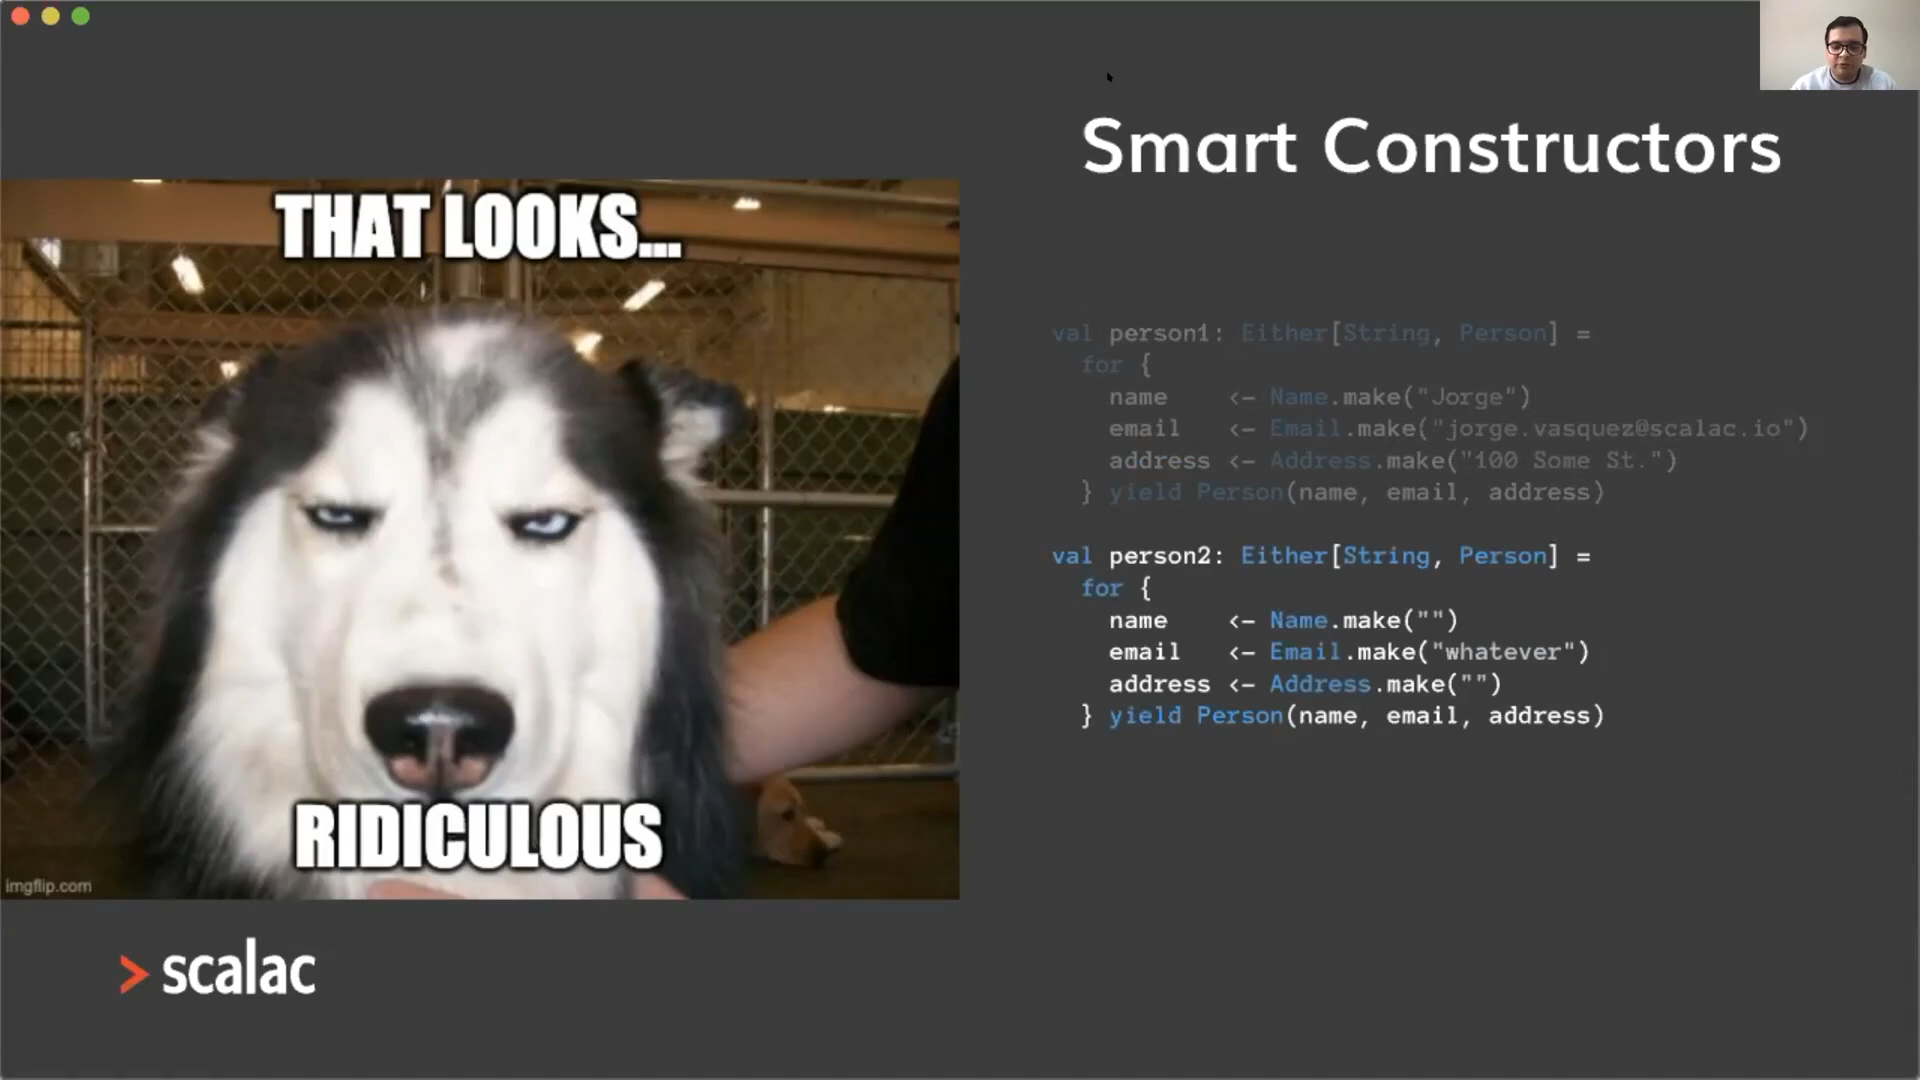 Smart Constructors
THAT LOOKS...
RIDICULOUS
imgflip.com
val person1: Either[String, Person] =
for {
name <- Name.make("Jorge")
email <- Email.make("jorge.vasquez@scalac.io")
address <- Address.make("100 Some St.")
} yield Person(name, email, address)
val person2: Either[String, Person] =
for {
name <- Name.make("")
email <- Email.make("whatever")
address <- Address.make("")
} yield Person(name, email, address)
> scalac